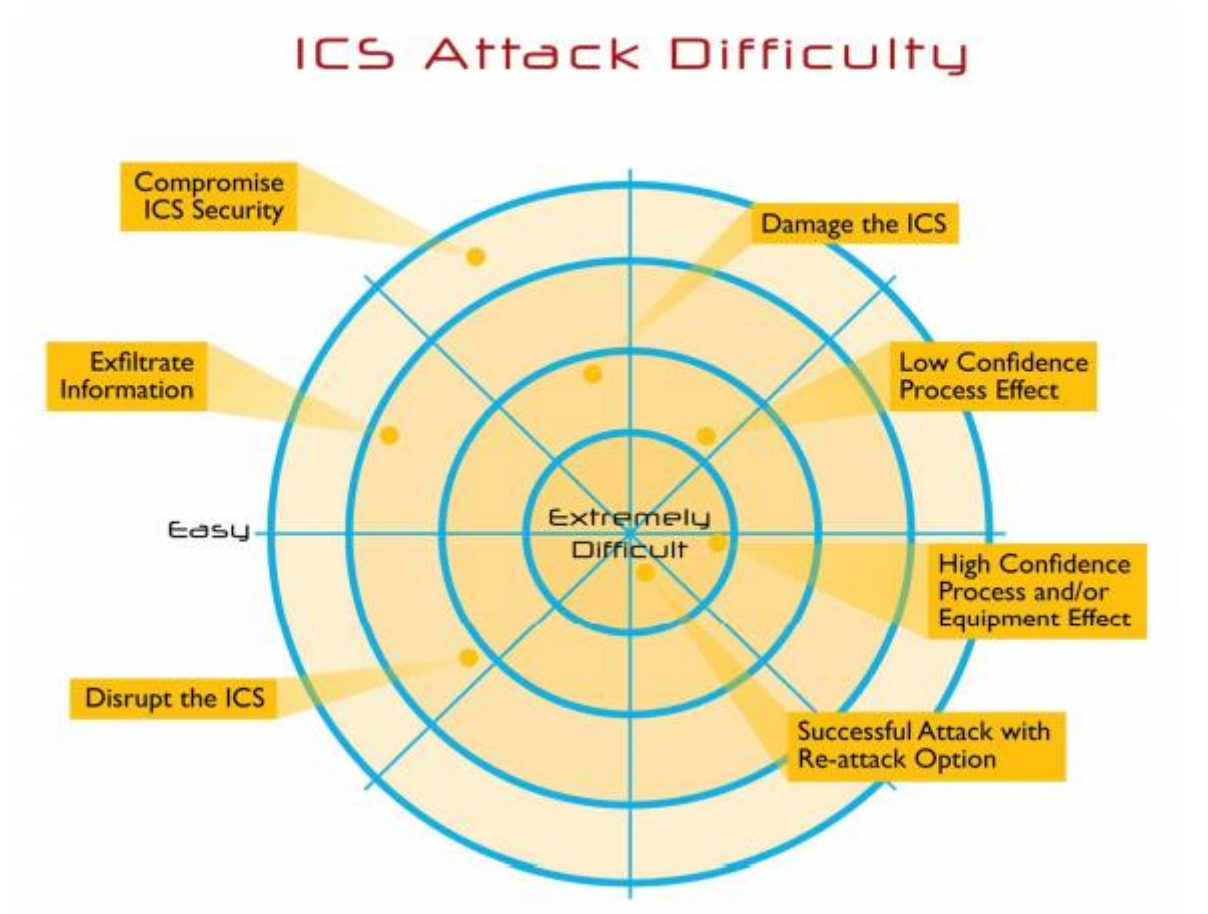 ICS Attack Difficulty
Compromise
ICS Security
Damage the ICS
Exfiltrate
Information
Low Confidence
Process Effect
Easy
Extremely
Difficult
High Confidence
Process and/or
Equipment Effect
Disrupt the ICS
Successful Attack with
Re-attack Option